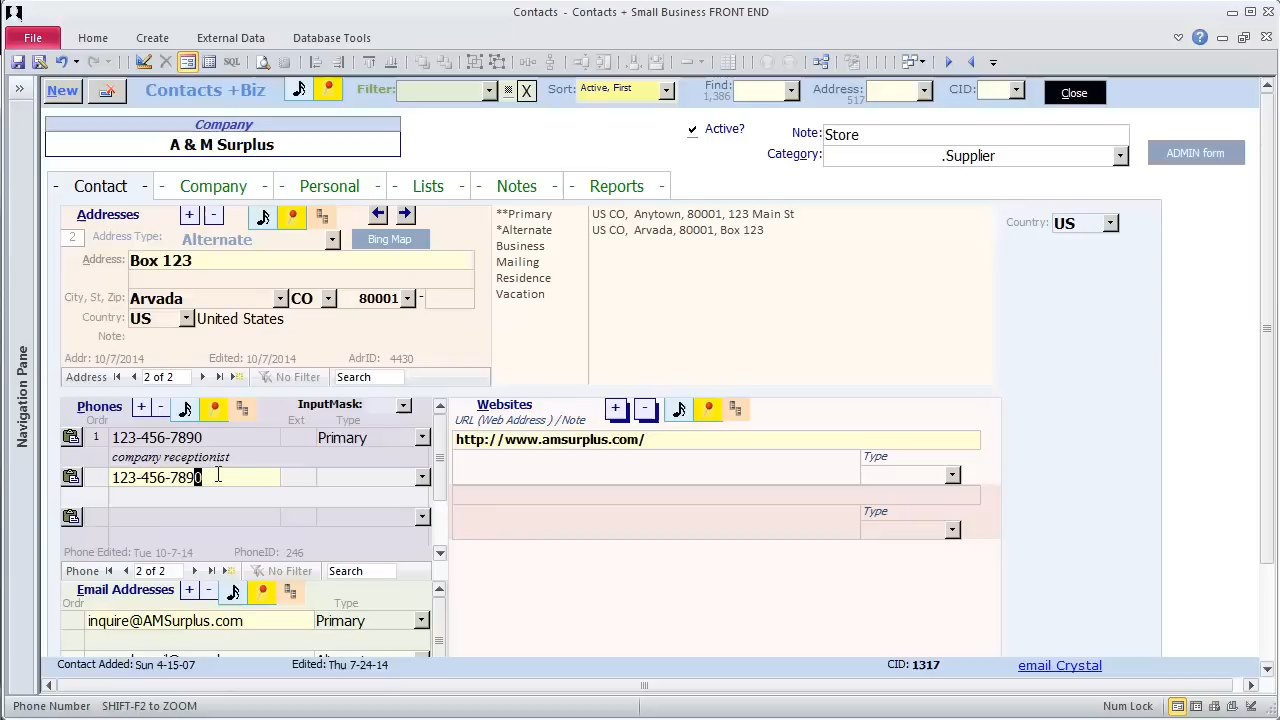 Contacts - Contacts + Small Business FRONT END
File Home Create External Data Database Tools
SQL
New Contacts +Biz Filter: X Sort: Active, First Find: 1,386 Address: 517 CID: Close
Company
A & M Surplus
Active? Note: Store
Category: .Supplier
ADMIN form
- Contact - Company - Personal - Lists - Notes - Reports -
Addresses + -
2 Address Type: Alternate Bing Map
Address: Box 123
City, St, Zip: Arvada CO 80001 -
Country: US United States
Note:
Addr: 10/7/2014 Edited: 10/7/2014 AdrID: 4430
Address 2 of 2 No Filter Search
**Primary US CO, Anytown, 80001, 123 Main St
*Alternate US CO, Arvada, 80001, Box 123
Business
Mailing
Residence
Vacation
Country: US
Navigation Pane
Phones + - InputMask:
Ordr Ext Type
1 123-456-7890 Primary
company receptionist
123-456-7890
Phone Edited: Tue 10-7-14 PhoneID: 246
Phone 2 of 2 No Filter Search
Websites + -
URL (Web Address ) / Note
http://www.amsurplus.com/
Type
Type
Email Addresses + -
Ordr Type
inquire@AMSurplus.com Primary
Contact Added: Sun 4-15-07 Edited: Thu 7-24-14 CID: 1317 email Crystal
Phone Number SHIFT-F2 to ZOOM Num Lock